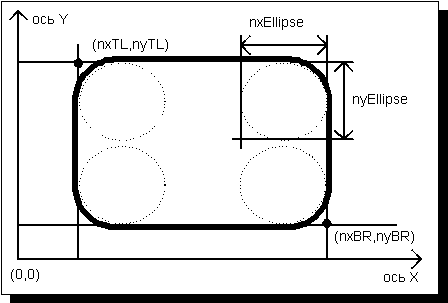 ось Y
(nxTL,nyTL)
nxEllipse
nyEllipse
(nxBR,nyBR)
(0,0)
ось X